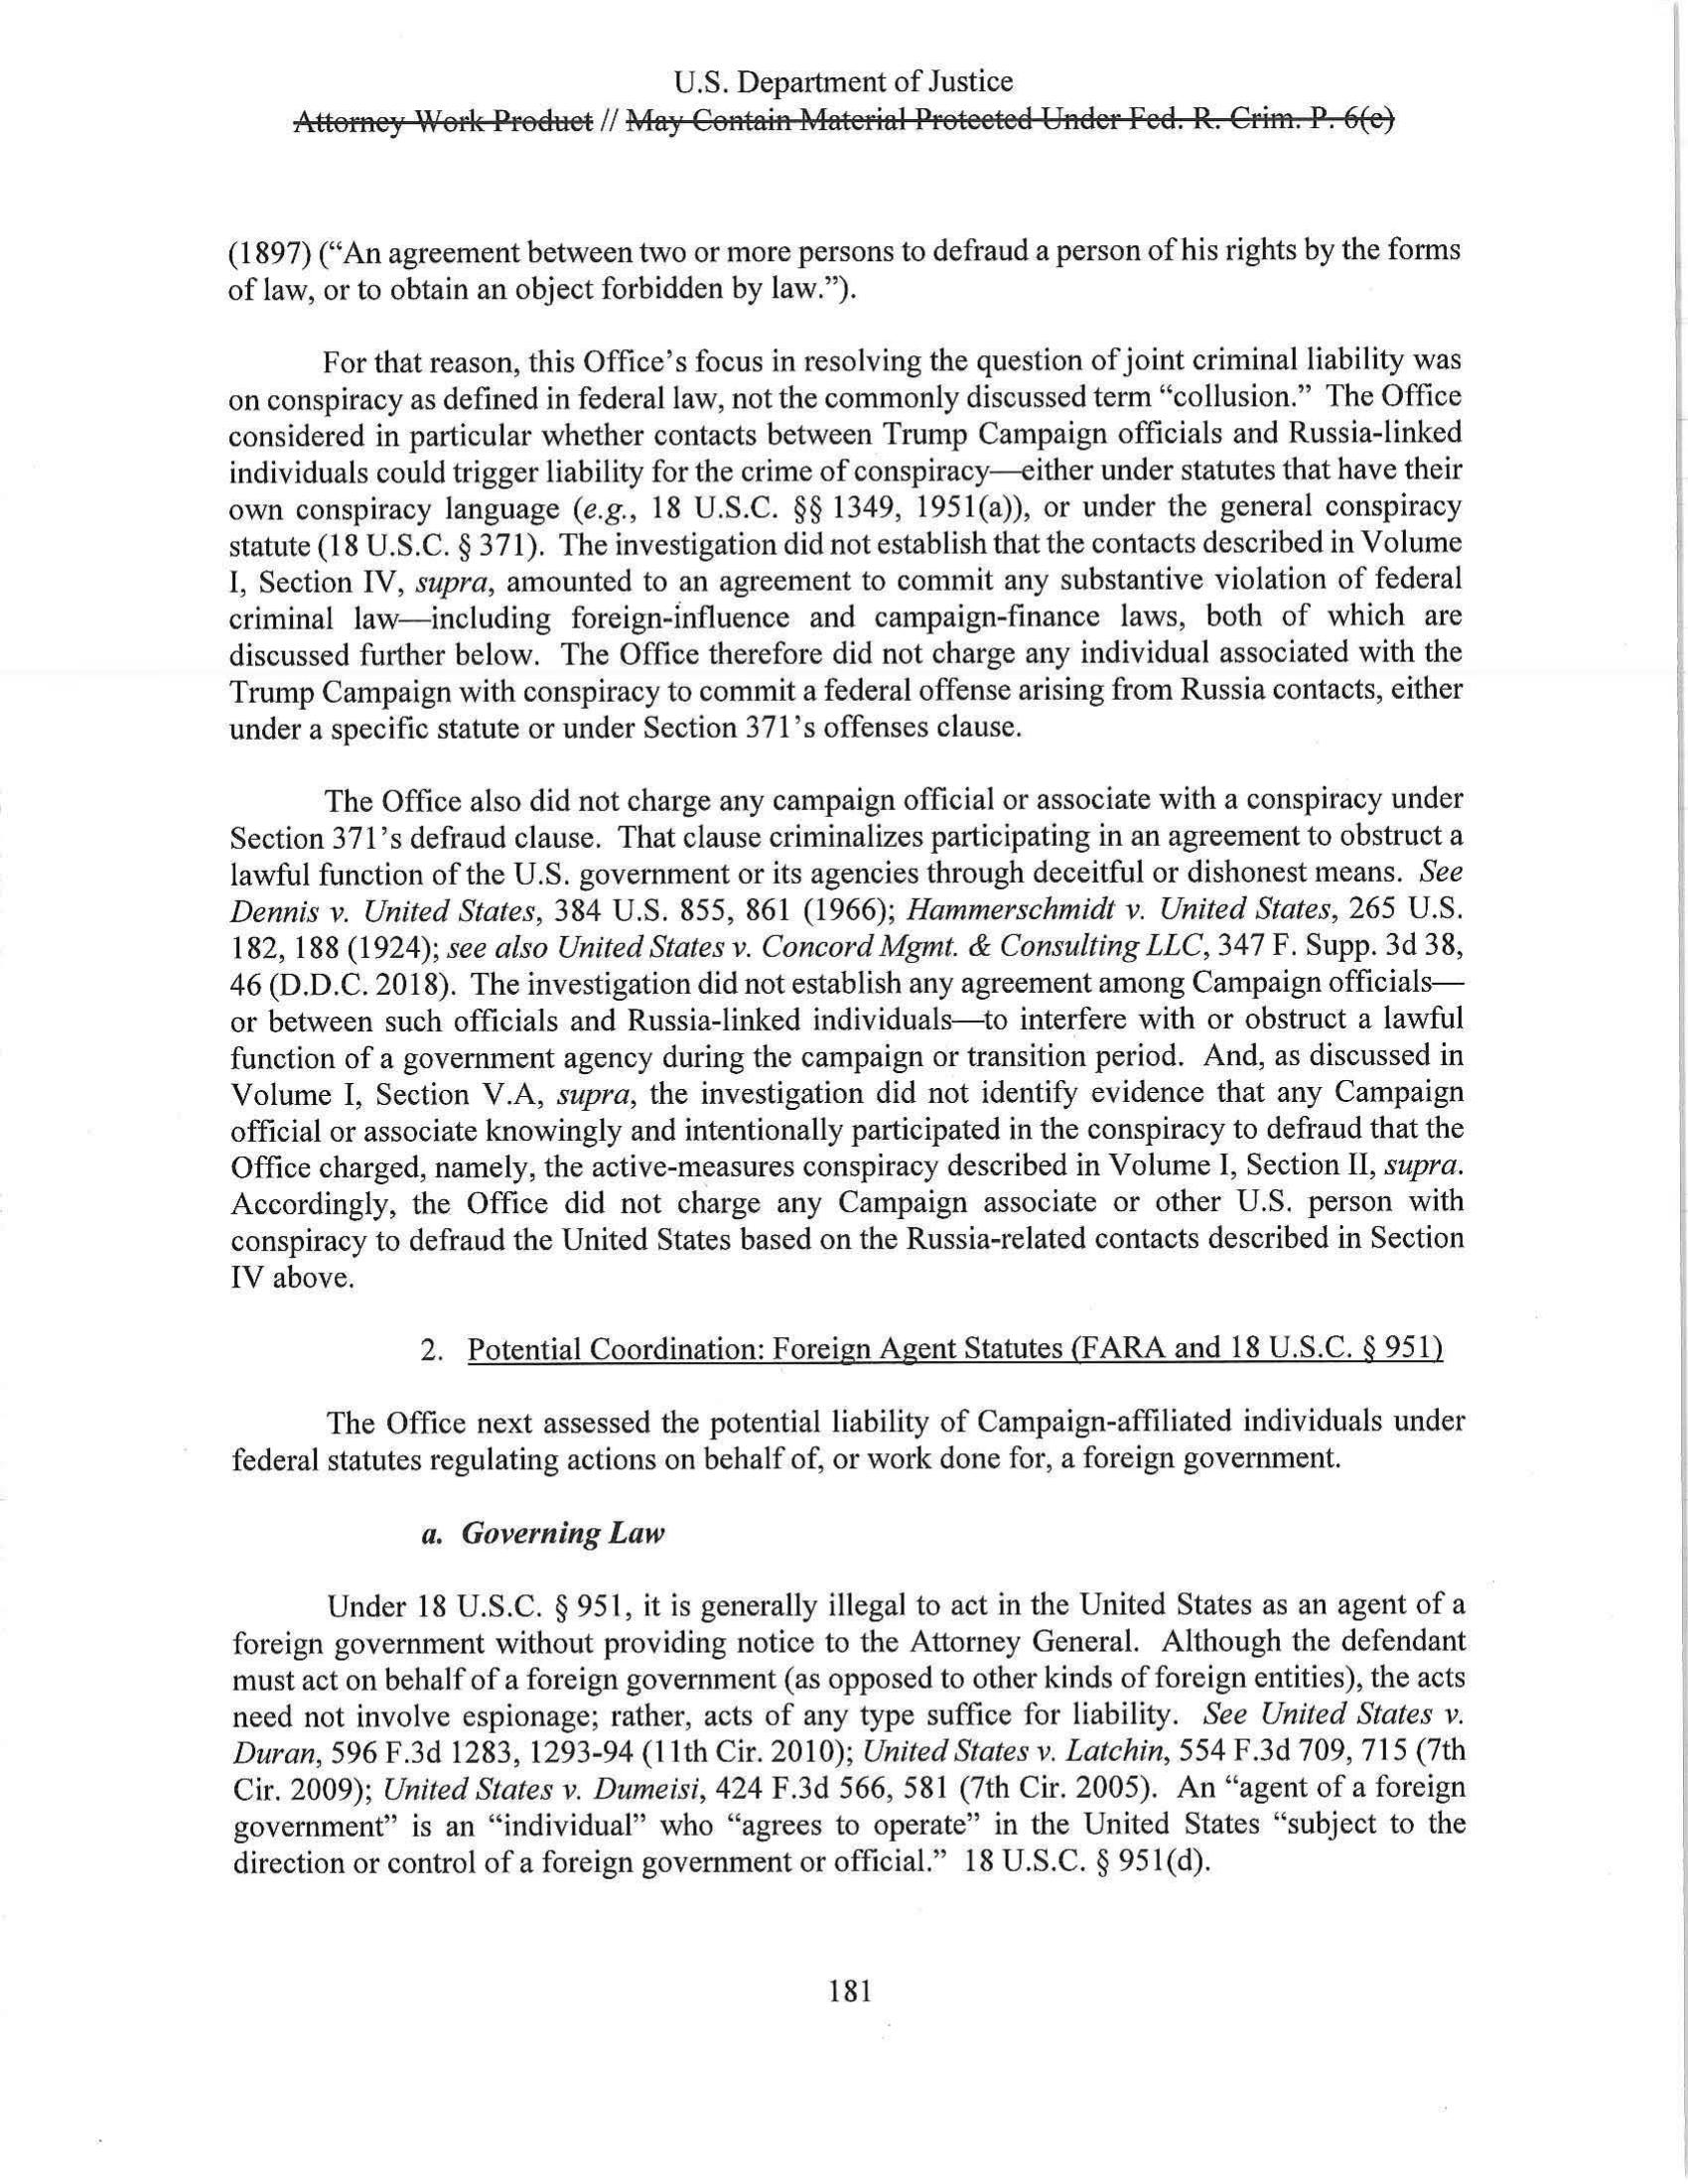 U.S. Department of Justice
Attorney Work Product // May Contain Material Protected Under Fed. R. Crim. P. 6(e)
(1897) (“An agreement between two or more persons to defraud a person of his rights by the forms
of law, or to obtain an object forbidden by law.”).
For that reason, this Office’s focus in resolving the question of joint criminal liability was
on conspiracy as defined in federal law, not the commonly discussed term “collusion.” The Office
considered in particular whether contacts between Trump Campaign officials and Russia-linked
individuals could trigger liability for the crime of conspiracy—either under statutes that have their
own conspiracy language (e.g., 18 U.S.C. §§ 1349, 1951(a)), or under the general conspiracy
statute (18 U.S.C. § 371). The investigation did not establish that the contacts described in Volume
I, Section IV, supra, amounted to an agreement to commit any substantive violation of federal
criminal law—including foreign-influence and campaign-finance laws, both of which are
discussed further below. The Office therefore did not charge any individual associated with the
Trump Campaign with conspiracy to commit a federal offense arising from Russia contacts, either
under a specific statute or under Section 371’s offenses clause.
The Office also did not charge any campaign official or associate with a conspiracy under
Section 371’s defraud clause. That clause criminalizes participating in an agreement to obstruct a
lawful function of the U.S. government or its agencies through deceitful or dishonest means. See
Dennis v. United States, 384 U.S. 855, 861 (1966); Hammerschmidt v. United States, 265 U.S.
182, 188 (1924); see also United States v. Concord Mgmt. & Consulting LLC, 347 F. Supp. 3d 38,
46 (D.D.C. 2018). The investigation did not establish any agreement among Campaign officials—
or between such officials and Russia-linked individuals—to interfere with or obstruct a lawful
function of a government agency during the campaign or transition period. And, as discussed in
Volume I, Section V.A, supra, the investigation did not identify evidence that any Campaign
official or associate knowingly and intentionally participated in the conspiracy to defraud that the
Office charged, namely, the active-measures conspiracy described in Volume I, Section II, supra.
Accordingly, the Office did not charge any Campaign associate or other U.S. person with
conspiracy to defraud the United States based on the Russia-related contacts described in Section
IV above.
2. Potential Coordination: Foreign Agent Statutes (FARA and 18 U.S.C. § 951)
The Office next assessed the potential liability of Campaign-affiliated individuals under
federal statutes regulating actions on behalf of, or work done for, a foreign government.
a. Governing Law
Under 18 U.S.C. § 951, it is generally illegal to act in the United States as an agent of a
foreign government without providing notice to the Attorney General. Although the defendant
must act on behalf of a foreign government (as opposed to other kinds of foreign entities), the acts
need not involve espionage; rather, acts of any type suffice for liability. See United States v.
Duran, 596 F.3d 1283, 1293-94 (11th Cir. 2010); United States v. Latchin, 554 F.3d 709, 715 (7th
Cir. 2009); United States v. Dumeisi, 424 F.3d 566, 581 (7th Cir. 2005). An “agent of a foreign
government” is an “individual” who “agrees to operate” in the United States “subject to the
direction or control of a foreign government or official.” 18 U.S.C. § 951(d).
181